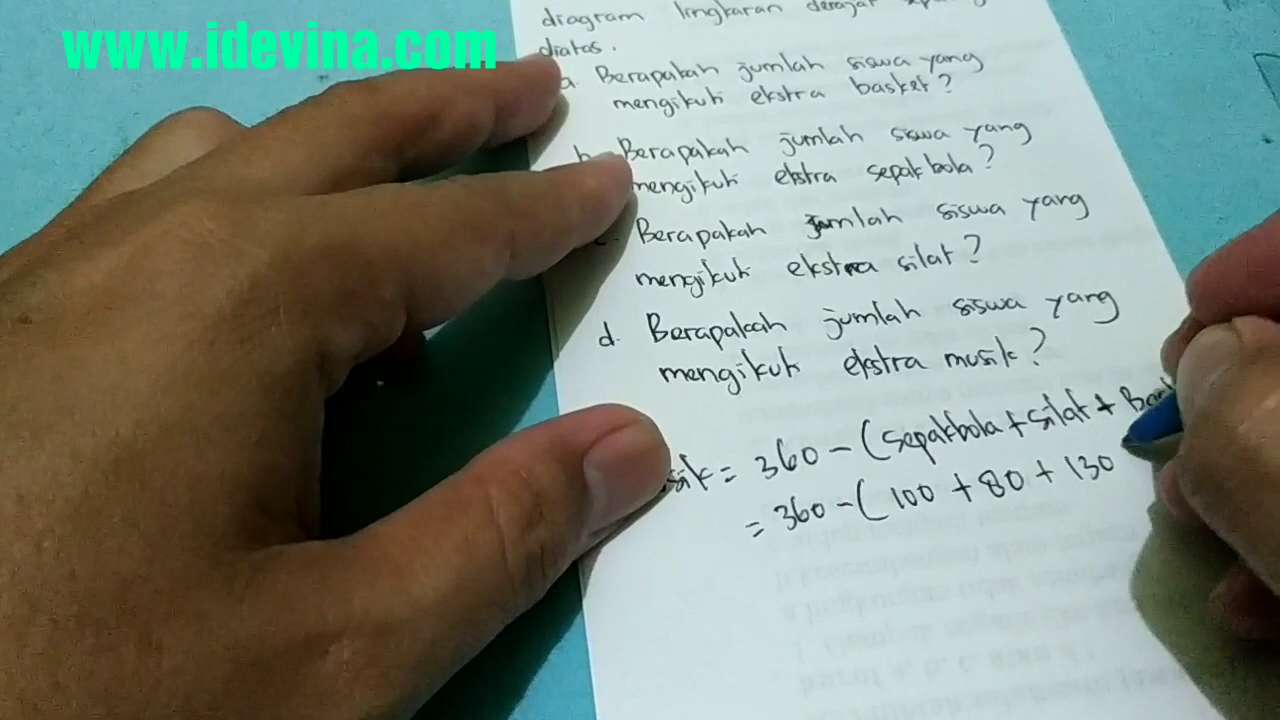 www.idevina.com
diagram lingkaran derajat
diatas.
a. Berapakah jumlah siswa yang
mengikuti ekstra basket?
b. Berapakah jumlah siswa yang
mengikuti ekstra sepakbola?
c. Berapakah jumlah siswa yang
mengikuti ekstra silat?
d. Berapakah jumlah siswa yang
mengikuti ekstra musik?
= 360 - (sepakbola + silat +
= 360 - (100 + 80 + 130